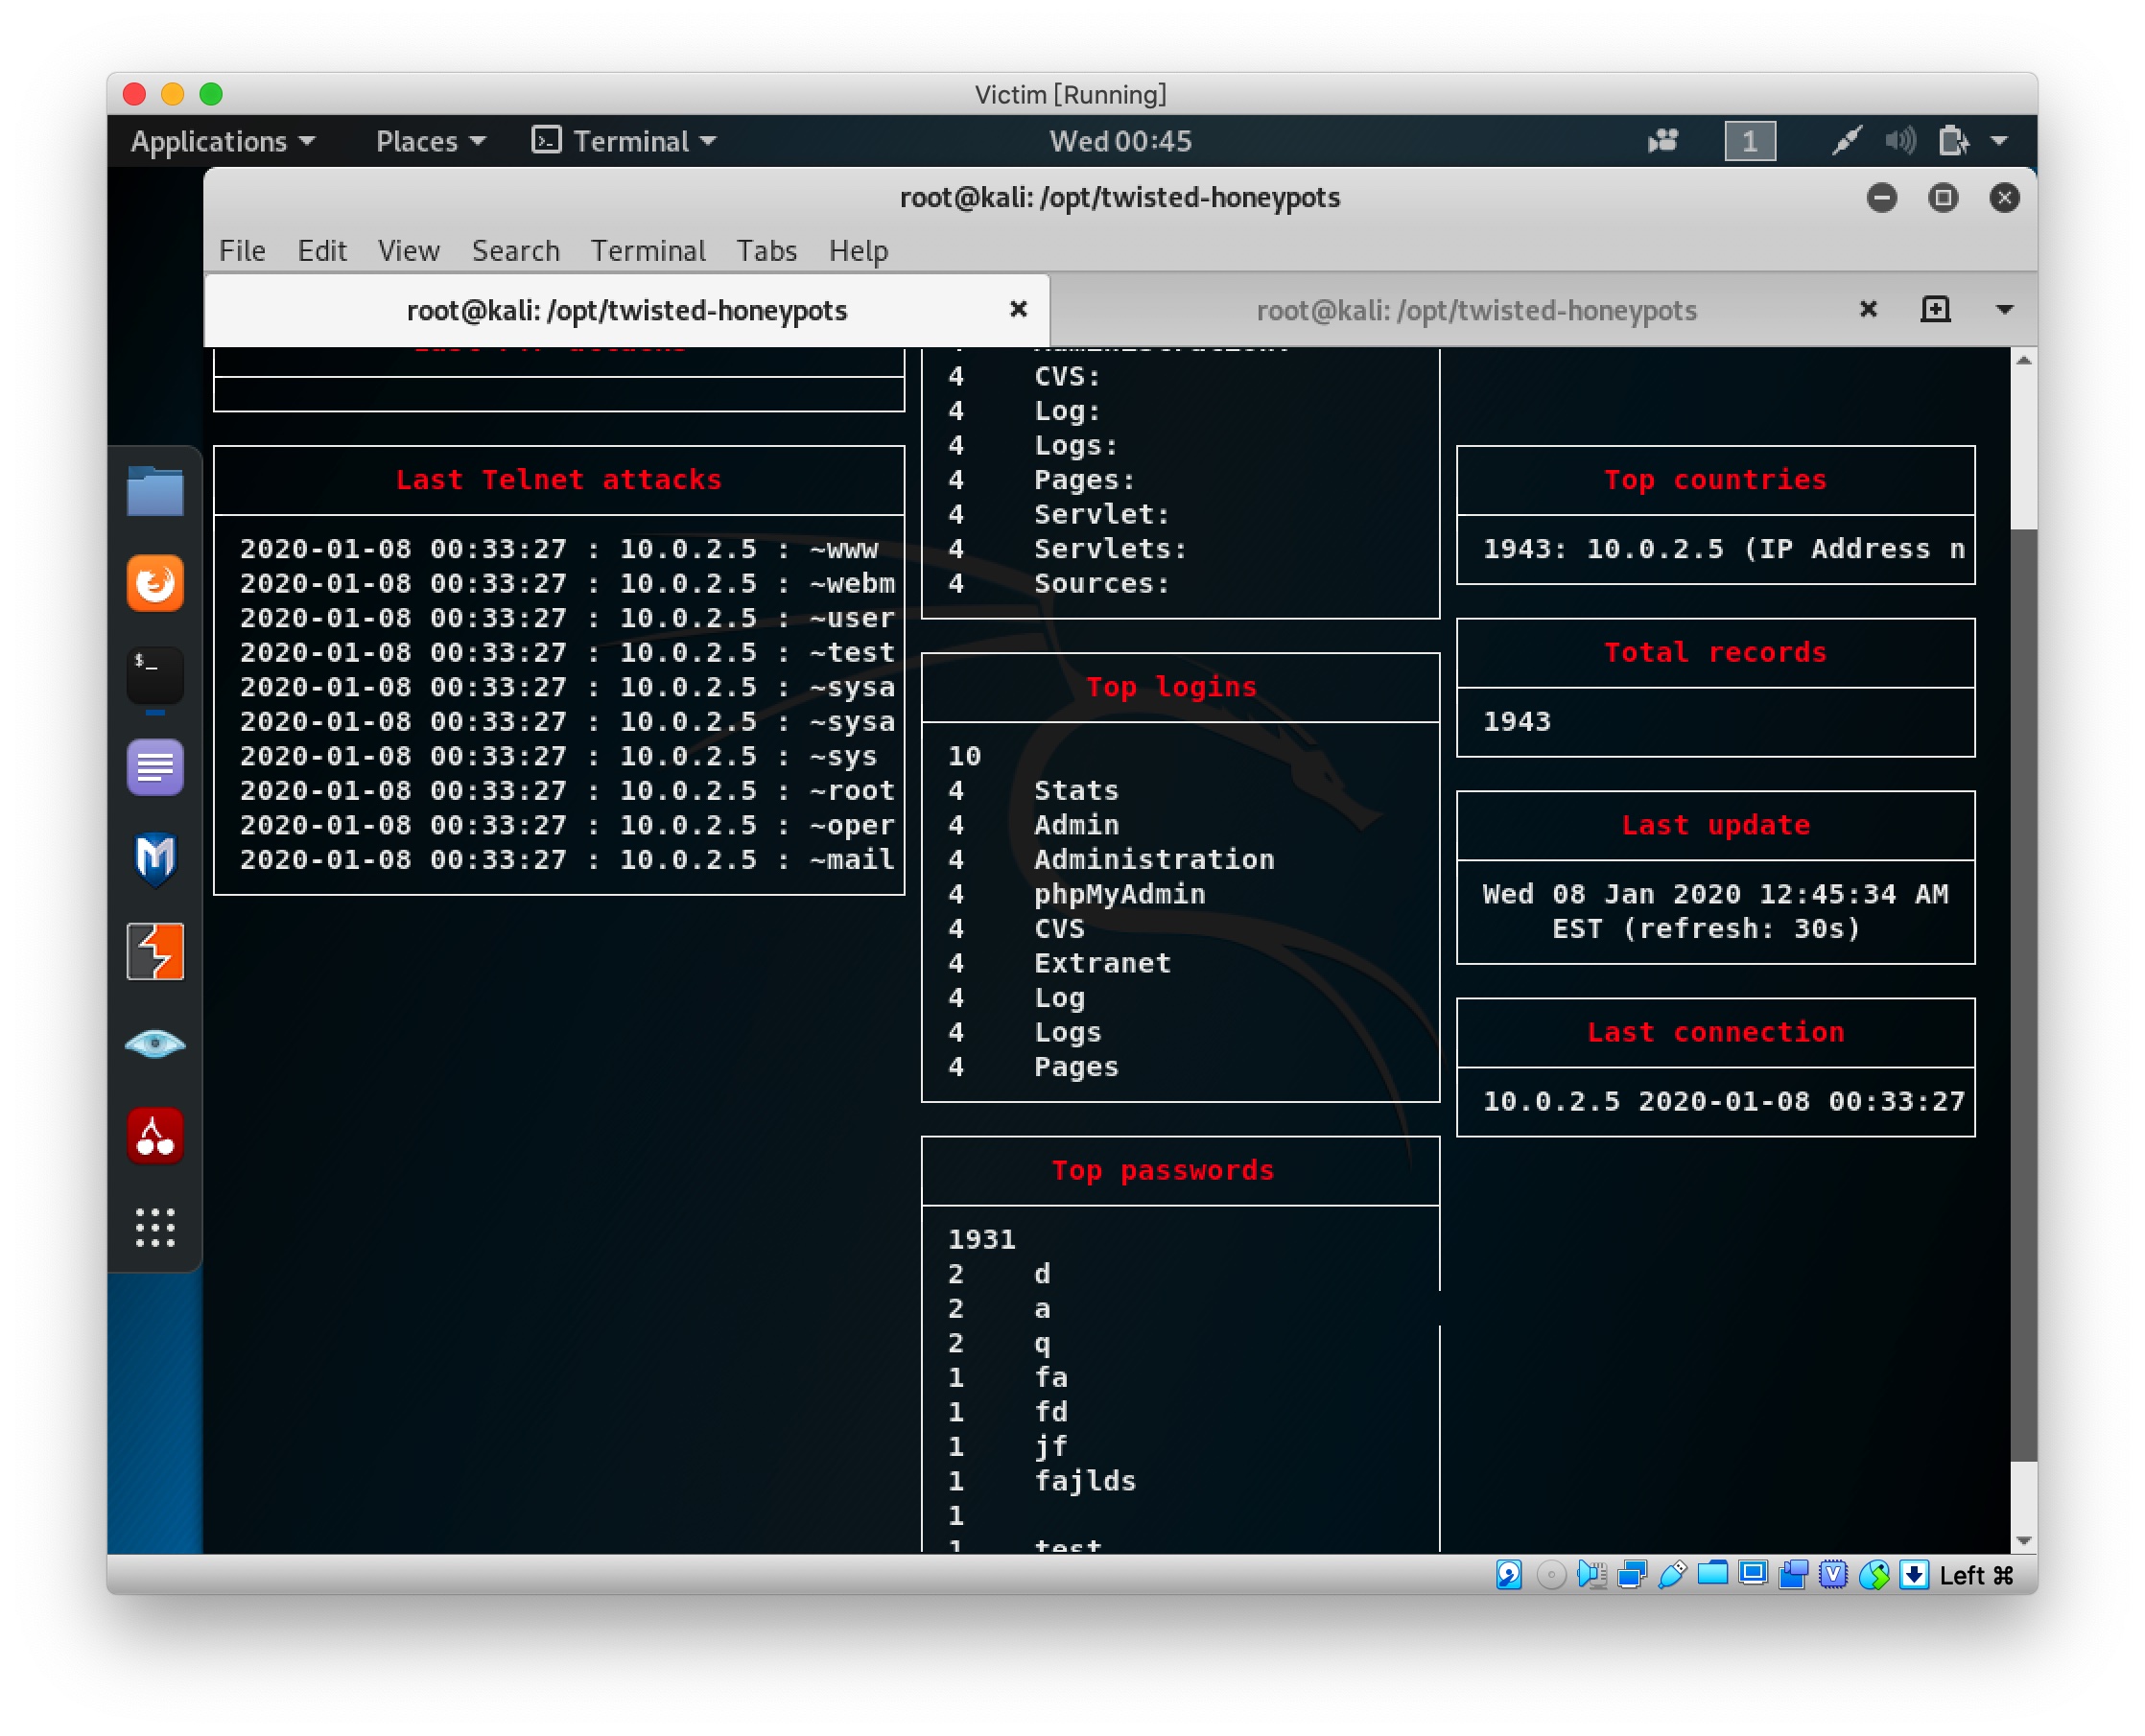 Victim [Running]
Applications
Places
Terminal
Wed 00:45
1
root@kali: /opt/twisted-honeypots
File Edit View Search Terminal Tabs Help
root@kali: /opt/twisted-honeypots
root@kali: /opt/twisted-honeypots
Last Telnet attacks
2020-01-08 00:33:27 : 10.0.2.5 : ~www
2020-01-08 00:33:27 : 10.0.2.5 : ~webm
2020-01-08 00:33:27 : 10.0.2.5 : ~user
2020-01-08 00:33:27 : 10.0.2.5 : ~test
2020-01-08 00:33:27 : 10.0.2.5 : ~sysa
2020-01-08 00:33:27 : 10.0.2.5 : ~sysa
2020-01-08 00:33:27 : 10.0.2.5 : ~sys
2020-01-08 00:33:27 : 10.0.2.5 : ~root
2020-01-08 00:33:27 : 10.0.2.5 : ~oper
2020-01-08 00:33:27 : 10.0.2.5 : ~mail
4 CVS:
4 Log:
4 Logs:
4 Pages:
4 Servlet:
4 Servlets:
4 Sources:
Top logins
10
4 Stats
4 Admin
4 Administration
4 phpMyAdmin
4 CVS
4 Extranet
4 Log
4 Logs
4 Pages
Top passwords
1931
2 d
2 a
2 q
1 fa
1 fd
1 jf
1 fajlds
1
1 test
Top countries
1943: 10.0.2.5 (IP Address n
Total records
1943
Last update
Wed 08 Jan 2020 12:45:34 AM
EST (refresh: 30s)
Last connection
10.0.2.5 2020-01-08 00:33:27
$_
V
Left ⌘